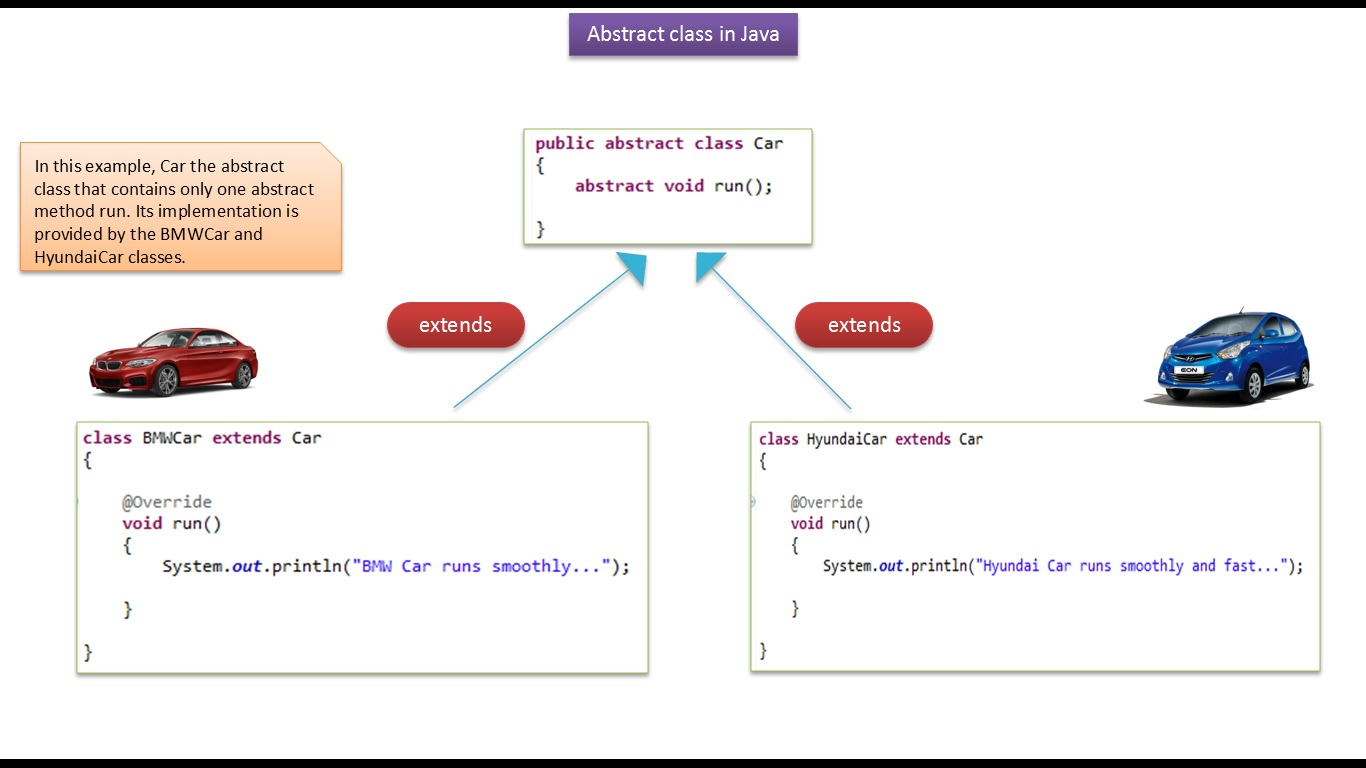 Abstract class in Java
In this example, Car the abstract
class that contains only one abstract
method run. Its implementation is
provided by the BMWCar and
HyundaiCar classes.
public abstract class Car
{
abstract void run();
}
extends
extends
EON
class BMWCar extends Car
{
@Override
void run()
{
System.out.println("BMW Car runs smoothly...");
}
}
class HyundaiCar extends Car
{
@Override
void run()
{
System.out.println("Hyundai Car runs smoothly and fast...");
}
}